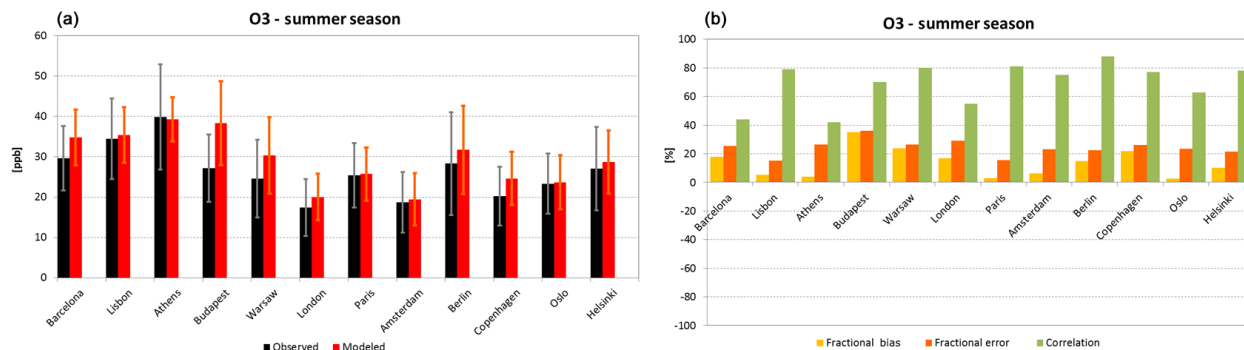 (a)
O3 - summer season
60
50
40
30
20
10
0
[ppb]
Barcelona
Lisbon
Athens
Budapest
Warsaw
London
Paris
Amsterdam
Berlin
Copenhagen
Oslo
Helsinki
Observed Modeled
(b)
O3 - summer season
100
80
60
40
20
0
-20
-40
-60
-80
-100
[%]
Barcelona
Lisbon
Athens
Budapest
Warsaw
London
Paris
Amsterdam
Berlin
Copenhagen
Oslo
Helsinki
Fractional bias Fractional error Correlation